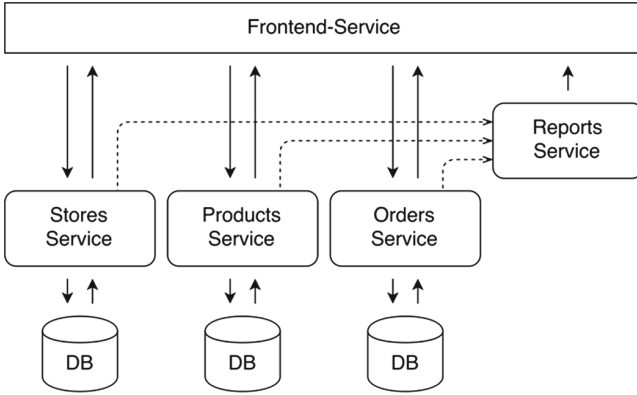 Frontend-Service
Reports
Service
Stores
Service
Products
Service
Orders
Service
DB
DB
DB